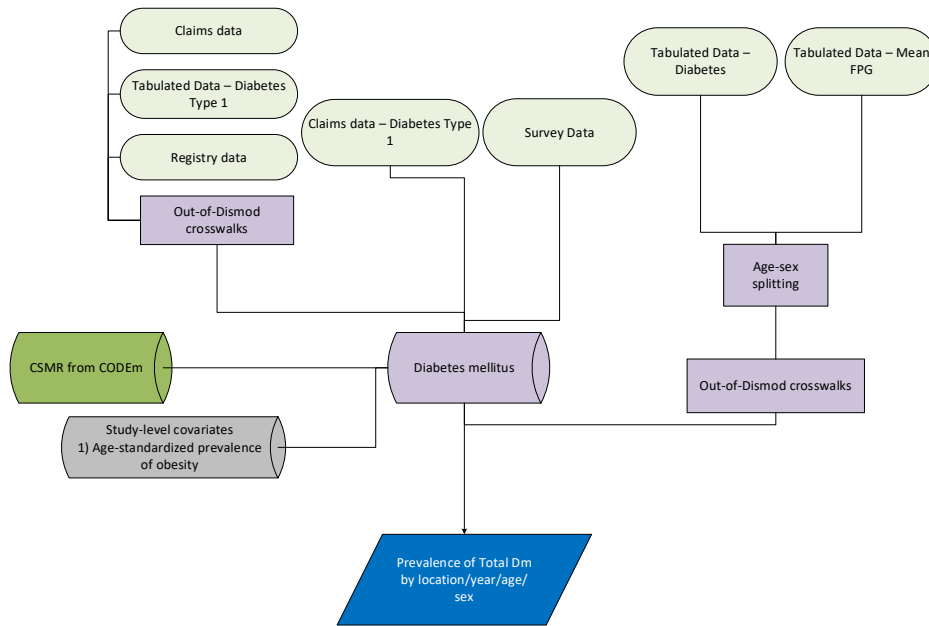 Claims data
Tabulated Data – Diabetes
Type 1
Registry data
Out-of-Dismod
crosswalks
Claims data – Diabetes Type
1
Survey Data
Tabulated Data –
Diabetes
Tabulated Data – Mean
FPG
Age-sex
splitting
CSMR from CODEm
Diabetes mellitus
Out-of-Dismod crosswalks
Study-level covariates
1) Age-standardized prevalence
of obesity
Prevalence of Total Dm
by location/year/age/
sex